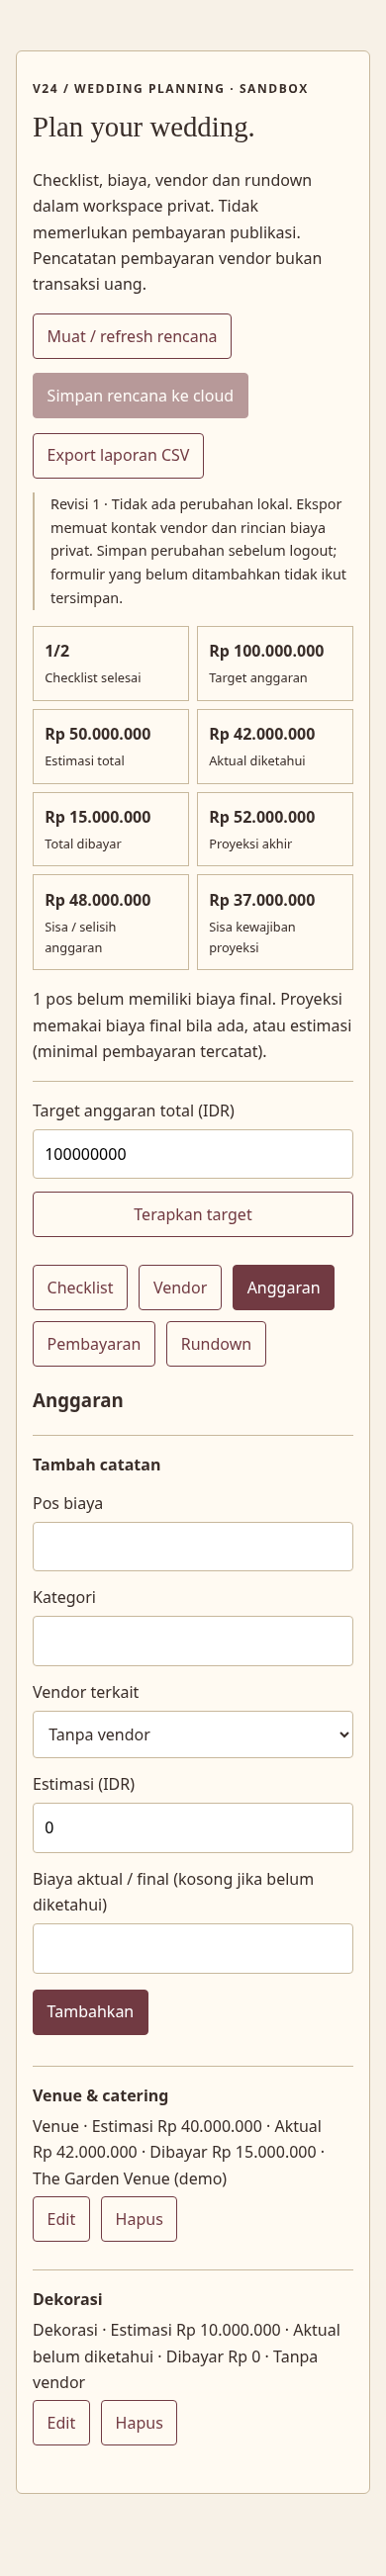 V24 / WEDDING PLANNING · SANDBOX
Plan your wedding.
Checklist, biaya, vendor dan rundown
dalam workspace privat. Tidak
memerlukan pembayaran publikasi.
Pencatatan pembayaran vendor bukan
transaksi uang.
Muat / refresh rencana
Simpan rencana ke cloud
Export laporan CSV
Revisi 1 · Tidak ada perubahan lokal. Ekspor
memuat kontak vendor dan rincian biaya
privat. Simpan perubahan sebelum logout;
formulir yang belum ditambahkan tidak ikut
tersimpan.
1/2
Checklist selesai
Rp 100.000.000
Target anggaran
Rp 50.000.000
Estimasi total
Rp 42.000.000
Aktual diketahui
Rp 15.000.000
Total dibayar
Rp 52.000.000
Proyeksi akhir
Rp 48.000.000
Sisa / selisih
anggaran
Rp 37.000.000
Sisa kewajiban
proyeksi
1 pos belum memiliki biaya final. Proyeksi
memakai biaya final bila ada, atau estimasi
(minimal pembayaran tercatat).
Target anggaran total (IDR)
100000000
Terapkan target
Checklist
Vendor
Anggaran
Pembayaran
Rundown
Anggaran
Tambah catatan
Pos biaya
Kategori
Vendor terkait
Tanpa vendor
Estimasi (IDR)
0
Biaya aktual / final (kosong jika belum
diketahui)
Tambahkan
Venue & catering
Venue · Estimasi Rp 40.000.000 · Aktual
Rp 42.000.000 · Dibayar Rp 15.000.000 ·
The Garden Venue (demo)
Edit
Hapus
Dekorasi
Dekorasi · Estimasi Rp 10.000.000 · Aktual
belum diketahui · Dibayar Rp 0 · Tanpa
vendor
Edit
Hapus